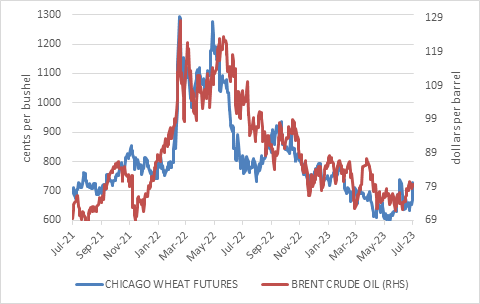 1300
1200
1100
1000
900
800
700
600
cents per bushel
129
119
109
99
89
79
69
dollars per barrel
Jul-21
Sep-21
Nov-21
Jan-22
Mar-22
May-22
Jul-22
Sep-22
Nov-22
Jan-23
Mar-23
May-23
Jul-23
CHICAGO WHEAT FUTURES
BRENT CRUDE OIL (RHS)